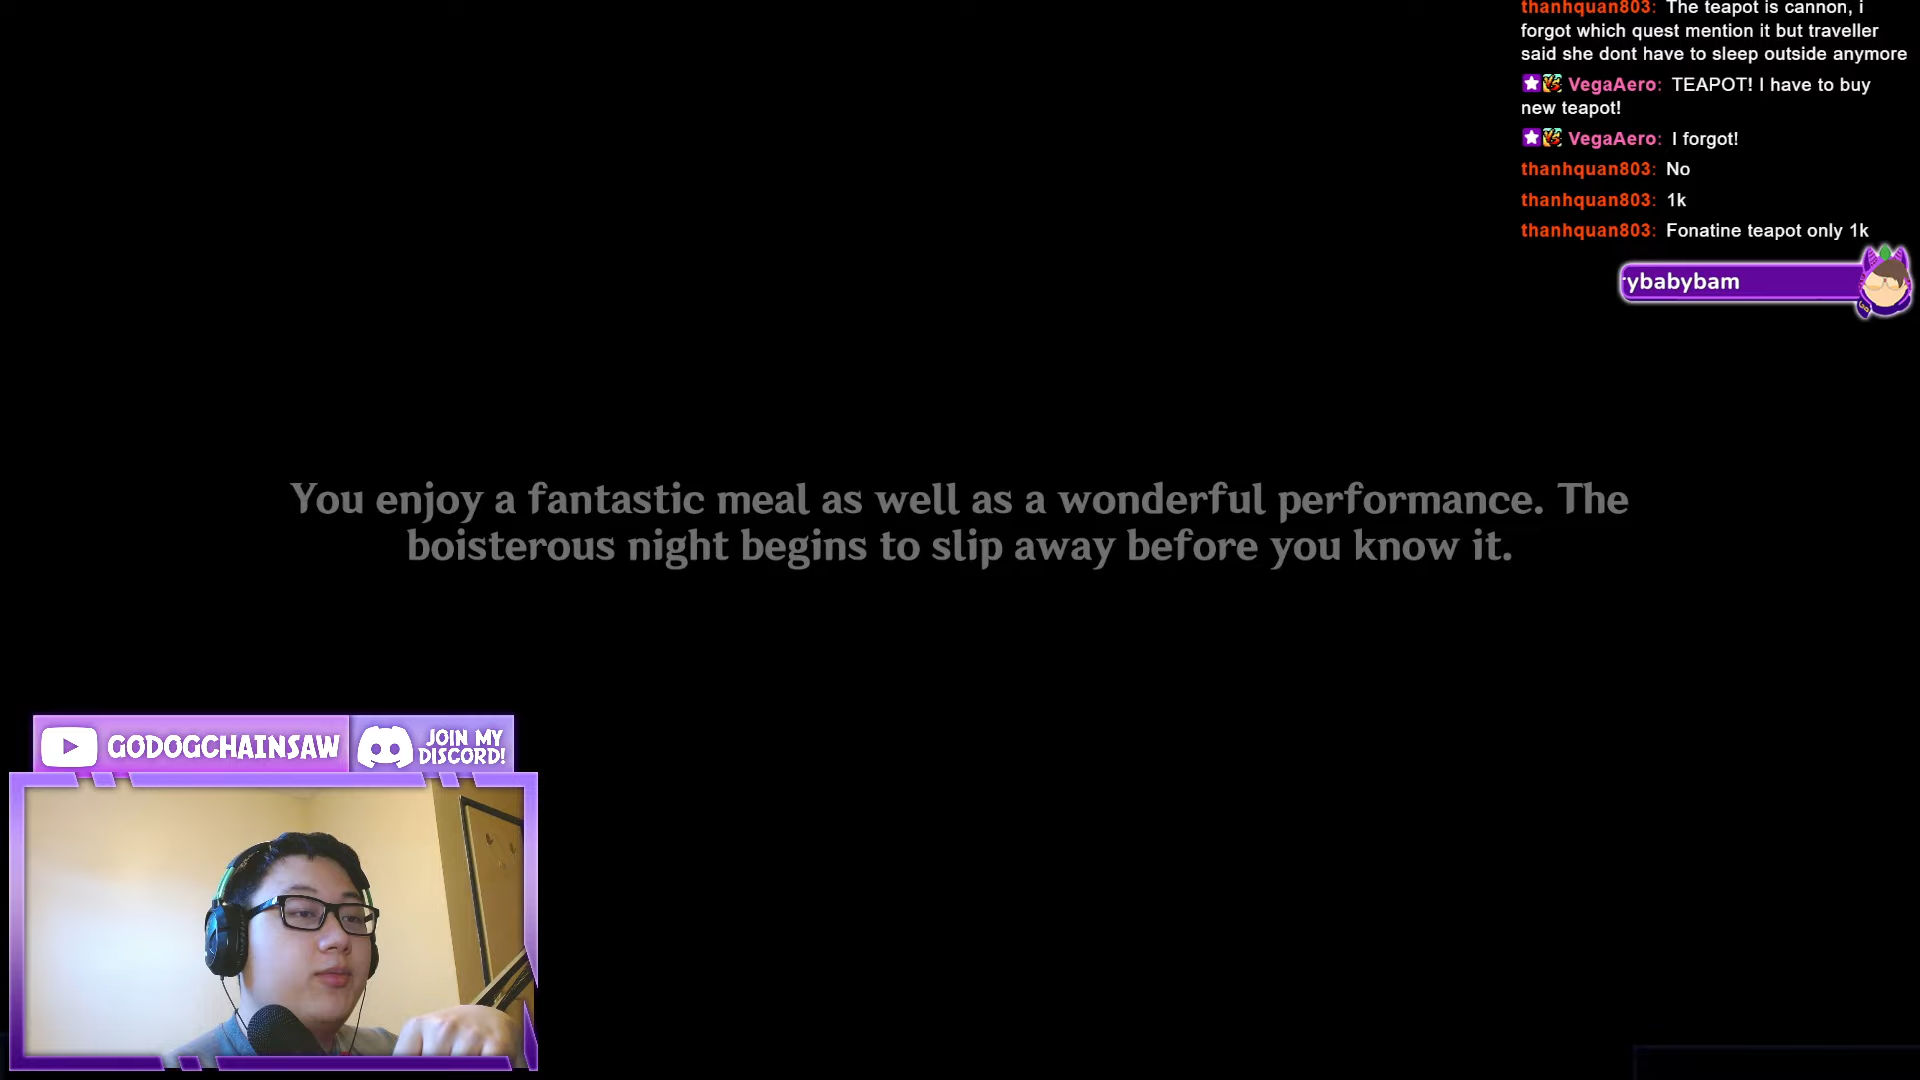 thanhquan803: The teapot is cannon, i
forgot which quest mention it but traveller
said she dont have to sleep outside anymore
VegaAero: TEAPOT! I have to buy
new teapot!
VegaAero: I forgot!
thanhquan803: No
thanhquan803: 1k
thanhquan803: Fonatine teapot only 1k
ybabybam
You enjoy a fantastic meal as well as a wonderful performance. The
boisterous night begins to slip away before you know it.
GODOGCHAINSAW
JOIN MY
DISCORD!